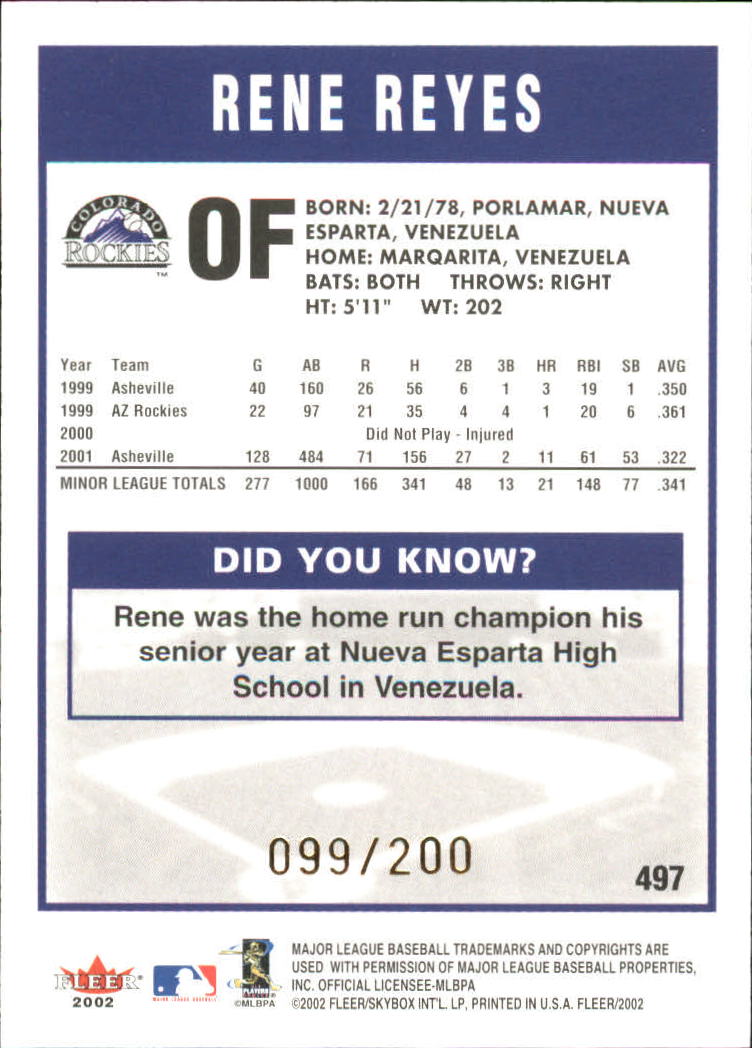 RENE REYES
COLORADO
ROCKIES
TM
OF
BORN: 2/21/78, PORLAMAR, NUEVA
ESPARTA, VENEZUELA
HOME: MARQARITA, VENEZUELA
BATS: BOTH THROWS: RIGHT
HT: 5'11" WT: 202
Year Team G AB R H 2B 3B HR RBI SB AVG
1999 Asheville 40 160 26 56 6 1 3 19 1 .350
1999 AZ Rockies 22 97 21 35 4 4 1 20 6 .361
2000 Did Not Play - Injured
2001 Asheville 128 484 71 156 27 2 11 61 53 .322
MINOR LEAGUE TOTALS 277 1000 166 341 48 13 21 148 77 .341
DID YOU KNOW?
Rene was the home run champion his
senior year at Nueva Esparta High
School in Venezuela.
099/200
497
FLEER®
2002
MAJOR LEAGUE BASEBALL
PLAYERS
©MLBPA
MAJOR LEAGUE BASEBALL TRADEMARKS AND COPYRIGHTS ARE
USED WITH PERMISSION OF MAJOR LEAGUE BASEBALL PROPERTIES,
INC. OFFICIAL LICENSEE-MLBPA
©2002 FLEER/SKYBOX INT'L. LP, PRINTED IN U.S.A. FLEER/2002